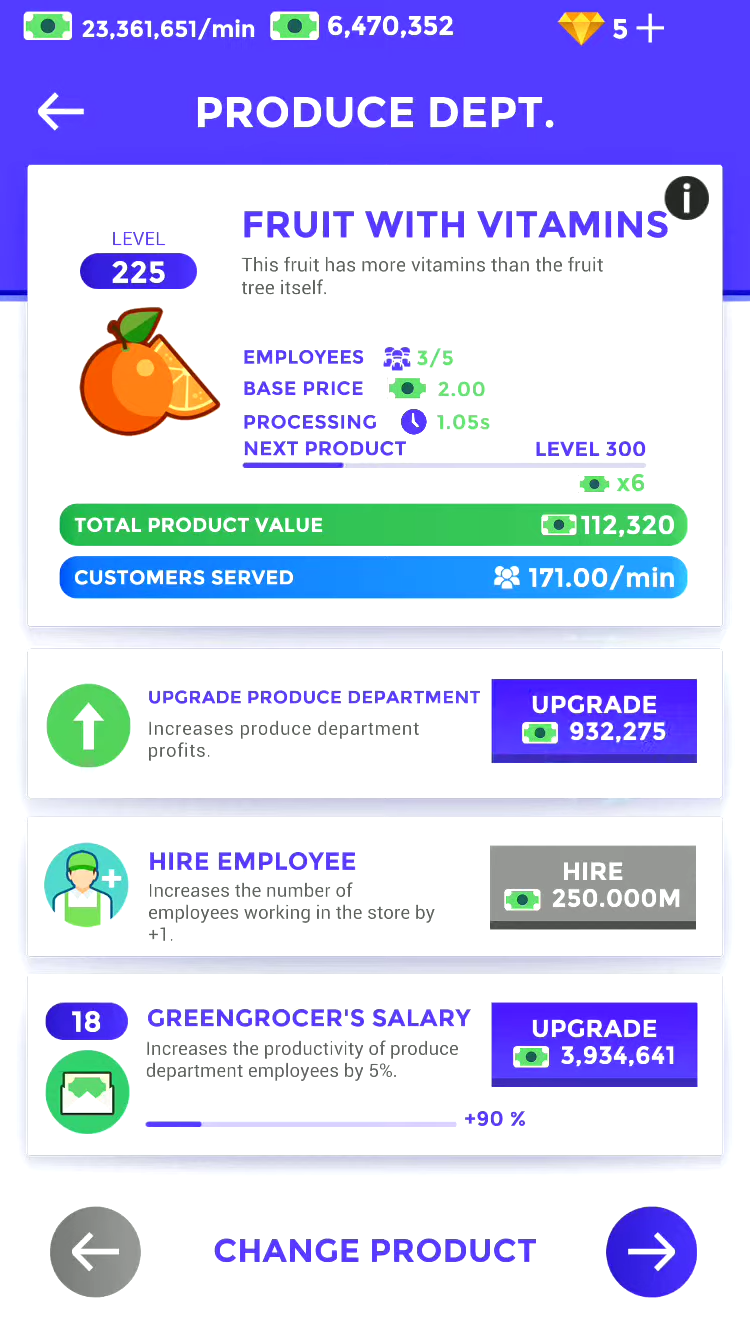 23,361,651/min 6,470,352 5 +
PRODUCE DEPT.
FRUIT WITH VITAMINS i
LEVEL
225
This fruit has more vitamins than the fruit
tree itself.
EMPLOYEES 3/5
BASE PRICE 2.00
PROCESSING 1.05s
NEXT PRODUCT LEVEL 300
x6
TOTAL PRODUCT VALUE 112,320
CUSTOMERS SERVED 171.00/min
UPGRADE PRODUCE DEPARTMENT
Increases produce department
profits.
UPGRADE
932,275
HIRE EMPLOYEE
Increases the number of
employees working in the store by
+1.
HIRE
250.000M
18
GREENGROCER'S SALARY
Increases the productivity of produce
department employees by 5%.
UPGRADE
3,934,641
+90 %
CHANGE PRODUCT